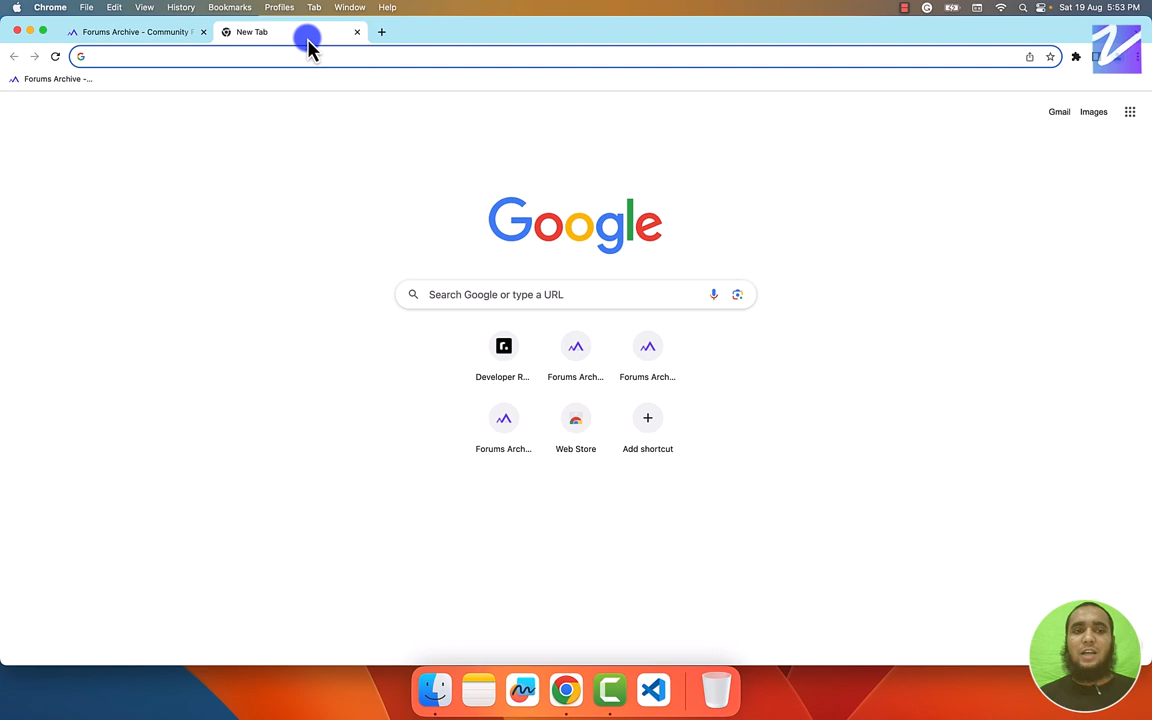 Chrome File Edit View History Bookmarks Profiles Tab Window Help Sat 19 Aug 5:53 PM
Forums Archive - Community F New Tab
Forums Archive -...
Gmail Images
Google
Search Google or type a URL
Developer R... Forums Arch... Forums Arch...
Forums Arch... Web Store Add shortcut